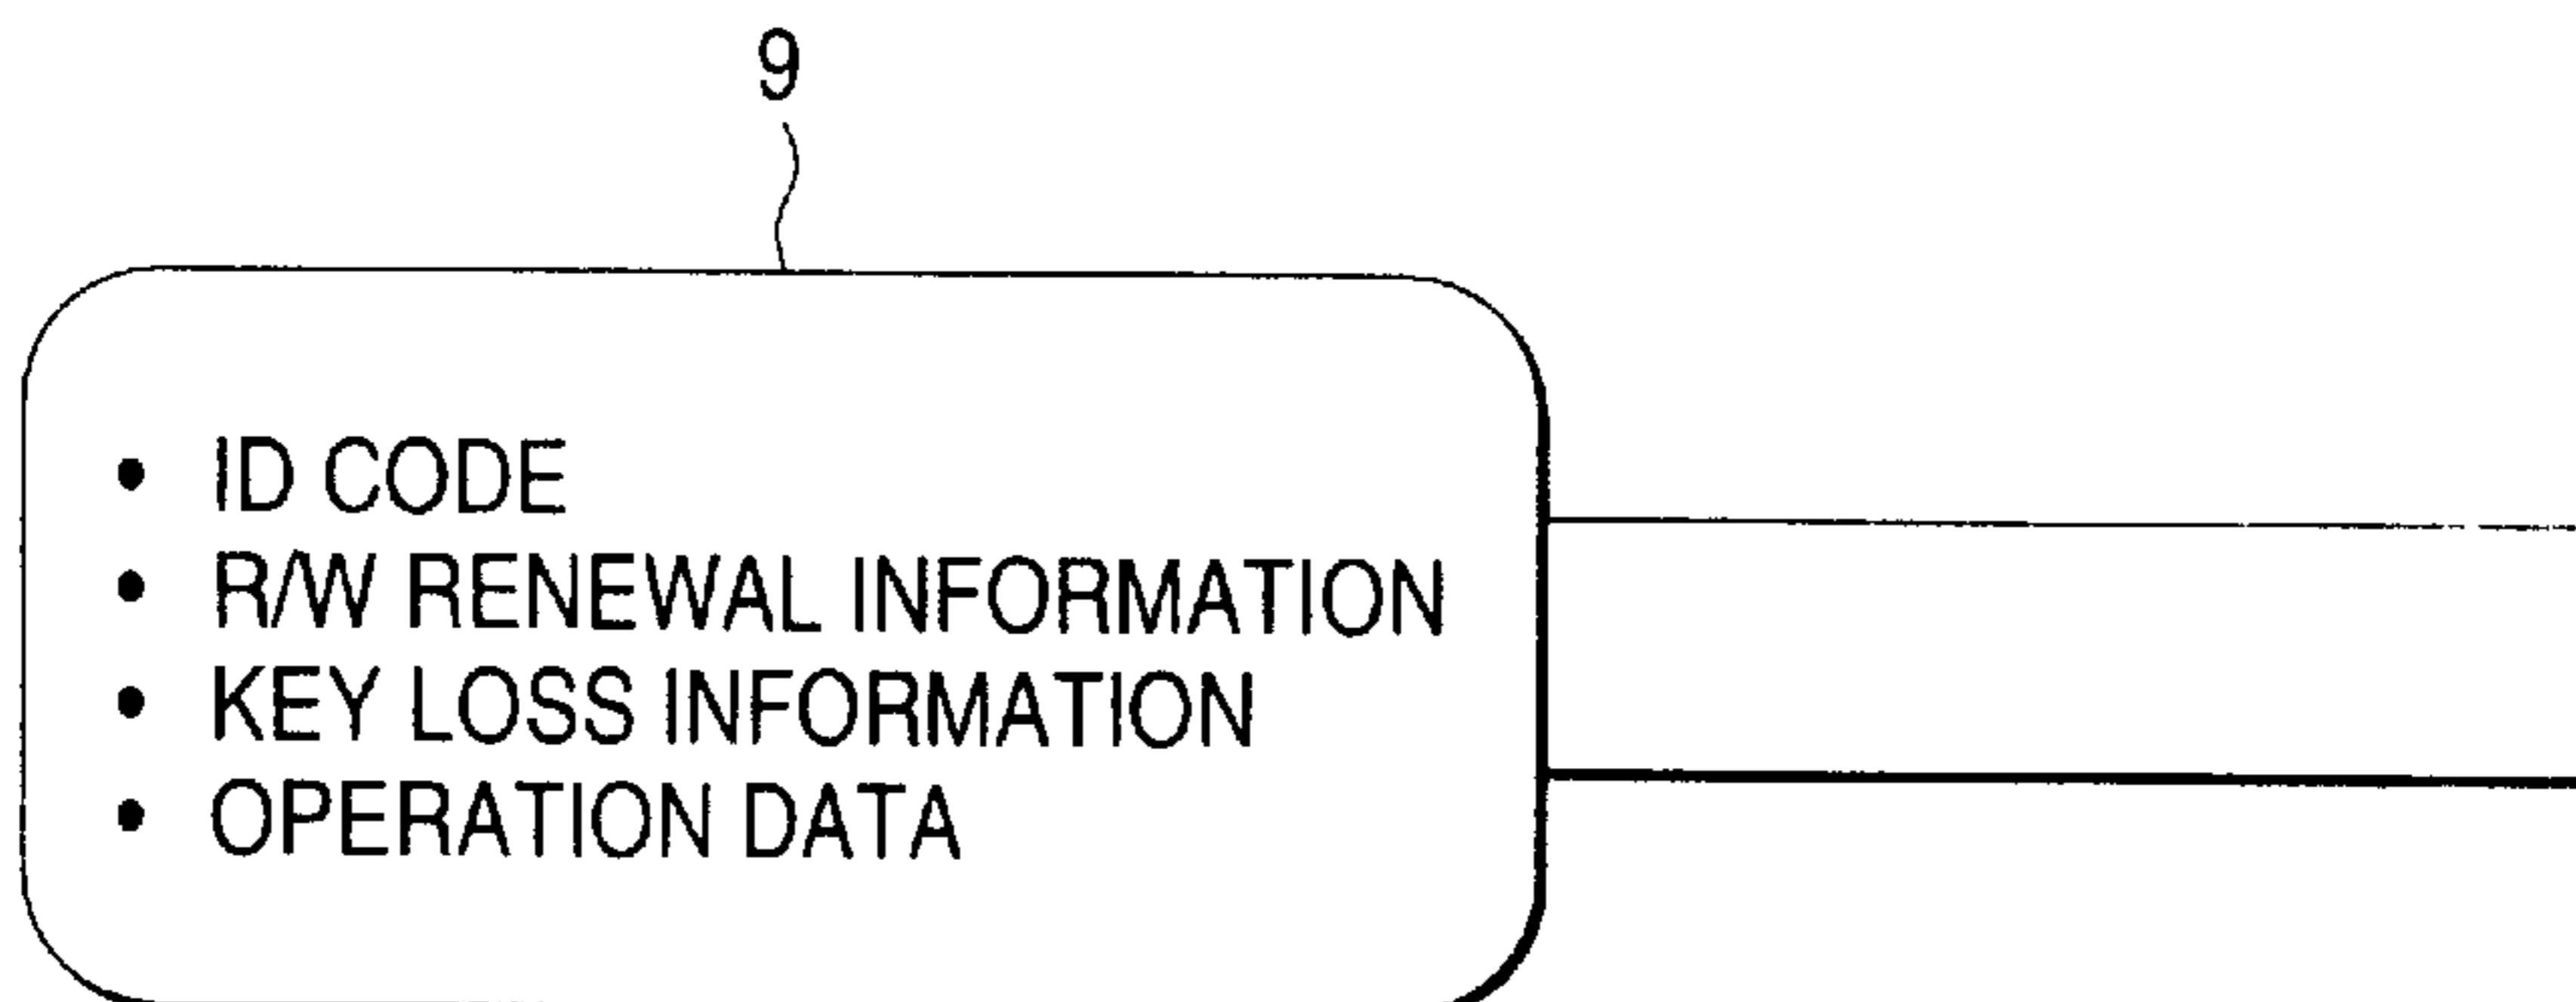 9
• ID CODE
• R/W RENEWAL INFORMATION
• KEY LOSS INFORMATION
• OPERATION DATA